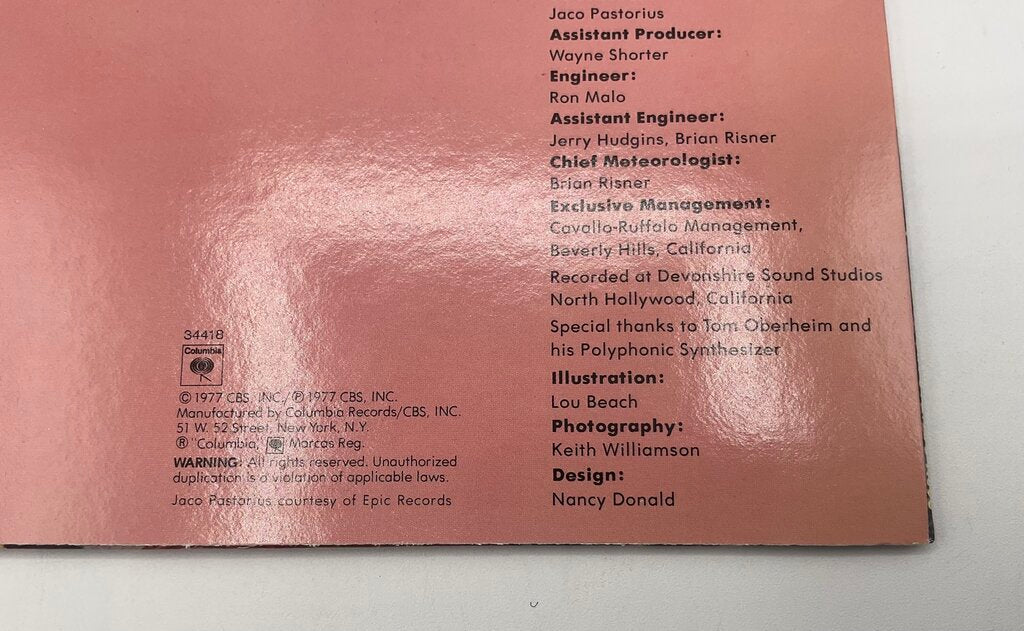 Jaco Pastorius
Assistant Producer:
Wayne Shorter
Engineer:
Ron Malo
Assistant Engineer:
Jerry Hudgins, Brian Risner
Chief Meteorologist:
Brian Risner
Exclusive Management:
Cavallo-Ruffalo Management,
Beverly Hills, California
Recorded at Devonshire Sound Studios
North Hollywood, California
Special thanks to Tom Oberheim and
his Polyphonic Synthesizer
Illustration:
Lou Beach
Photography:
Keith Williamson
Design:
Nancy Donald
34418
Columbia
© 1977 CBS, INC./℗ 1977 CBS, INC.
Manufactured by Columbia Records/CBS, INC.
51 W. 52 Street, New York, N.Y.
® "Columbia," Marcas Reg.
WARNING: All rights reserved. Unauthorized
duplication is a violation of applicable laws.
Jaco Pastorius courtesy of Epic Records